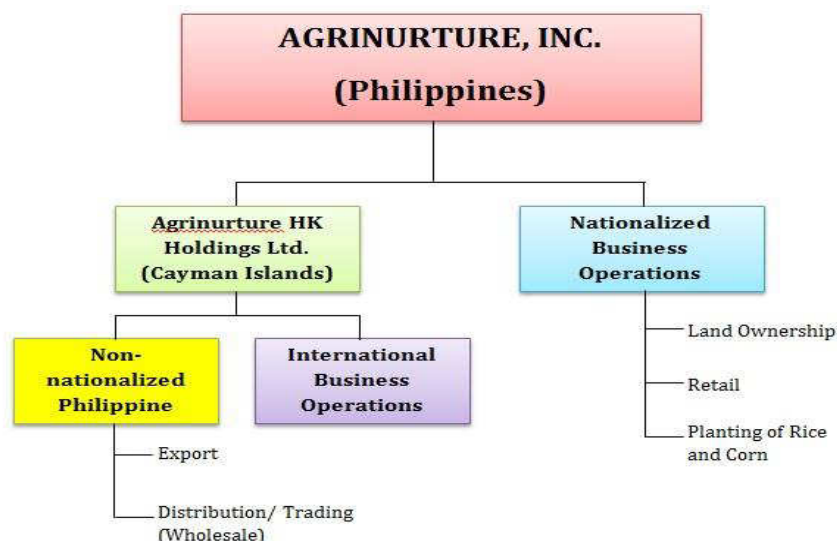 AGRINURTURE, INC.
(Philippines)
Agrinurture HK
Holdings Ltd.
(Cayman Islands)
Nationalized
Business
Operations
Non-
nationalized
Philippine
International
Business
Operations
Land Ownership
Retail
Planting of Rice
and Corn
Export
Distribution/ Trading
(Wholesale)